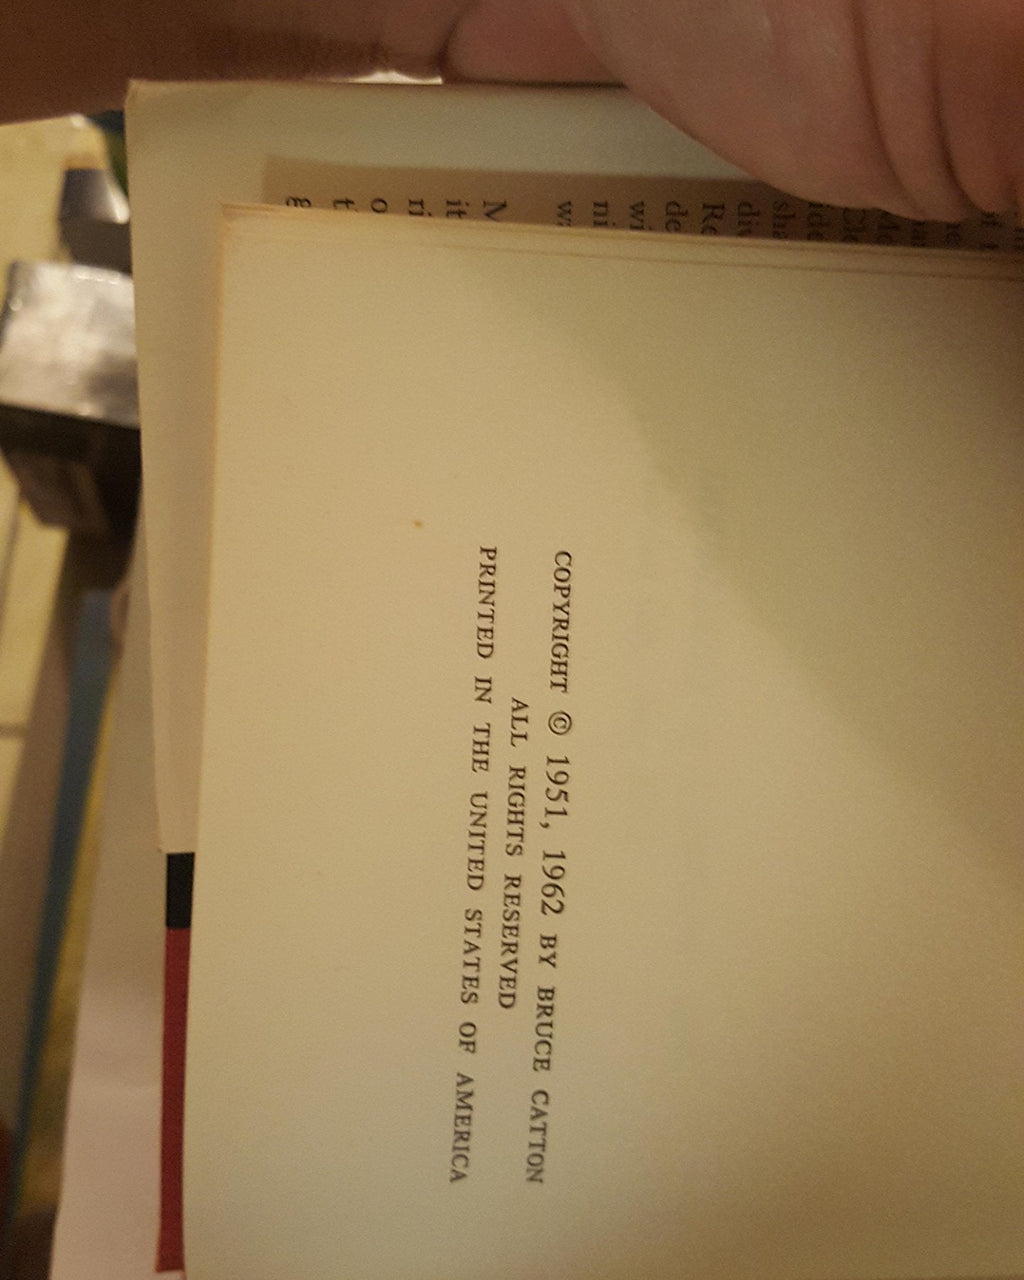 COPYRIGHT © 1951, 1962 BY BRUCE CATTON
ALL RIGHTS RESERVED
PRINTED IN THE UNITED STATES OF AMERICA